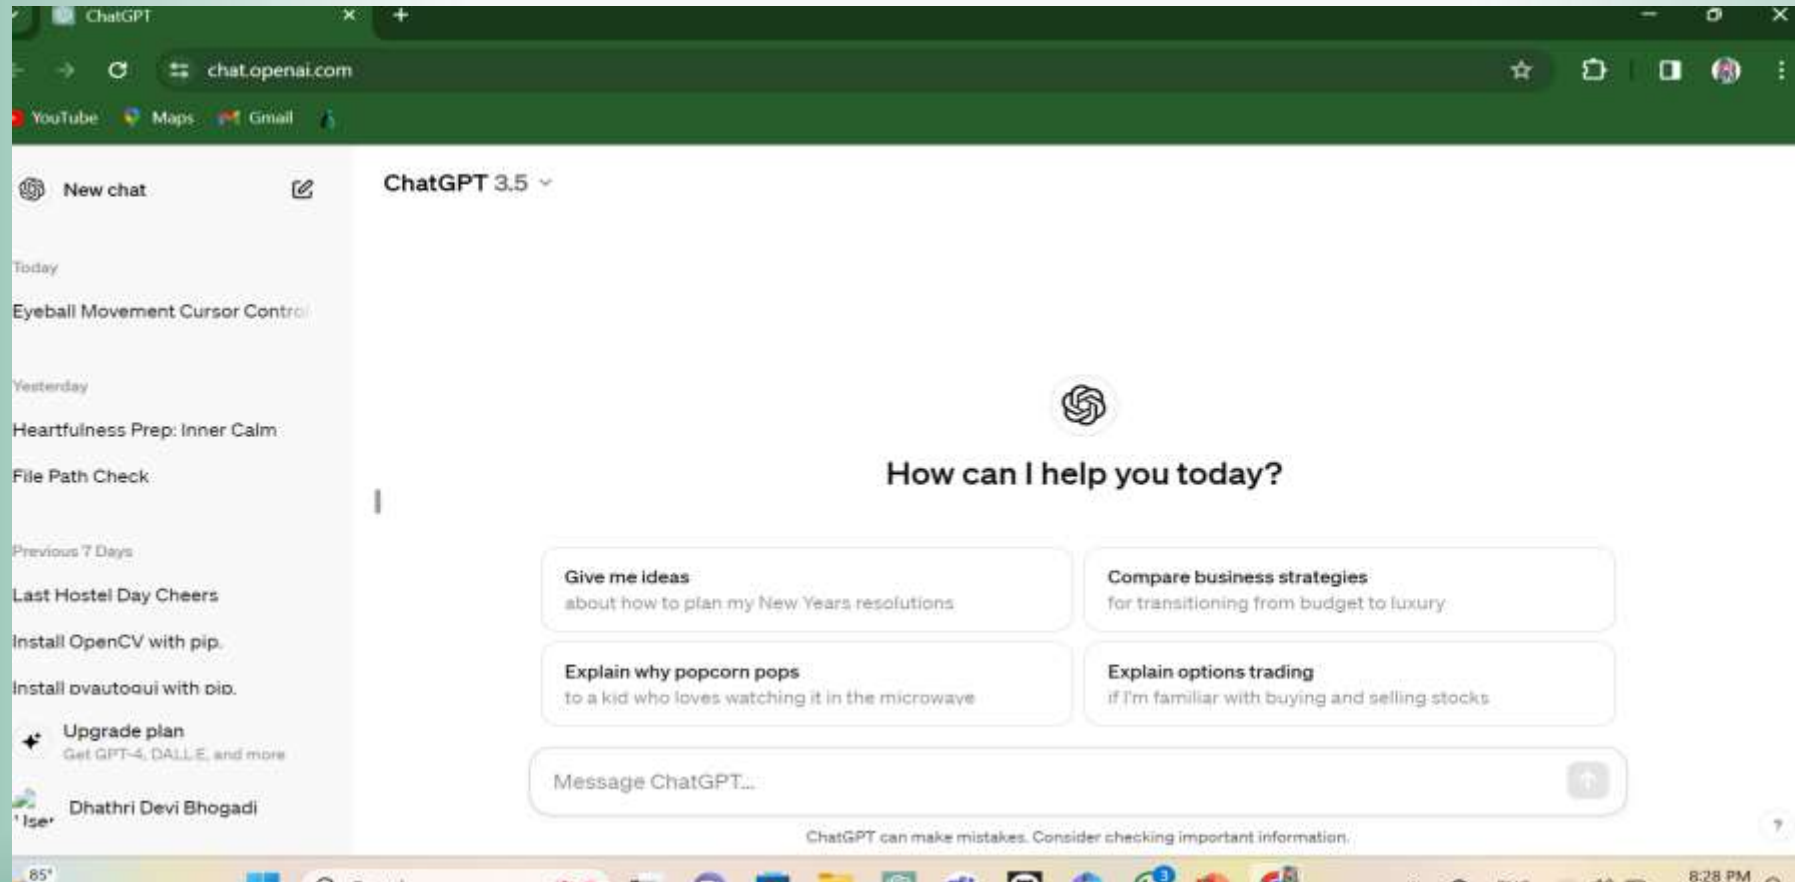 ChatGPT
chat.openai.com
YouTube Maps Gmail
New chat
ChatGPT 3.5
Today
Eyeball Movement Cursor Control
Yesterday
Heartfulness Prep: Inner Calm
File Path Check
How can I help you today?
Previous 7 Days
Last Hostel Day Cheers
Install OpenCV with pip.
Install pyautogui with pip.
Give me ideas
about how to plan my New Years resolutions
Compare business strategies
for transitioning from budget to luxury
Explain why popcorn pops
to a kid who loves watching it in the microwave
Explain options trading
if I'm familiar with buying and selling stocks
Upgrade plan
Get GPT-4, DALL·E, and more
Message ChatGPT...
Dhathri Devi Bhogadi
ChatGPT can make mistakes. Consider checking important information.
?
85°
3
8:28 PM